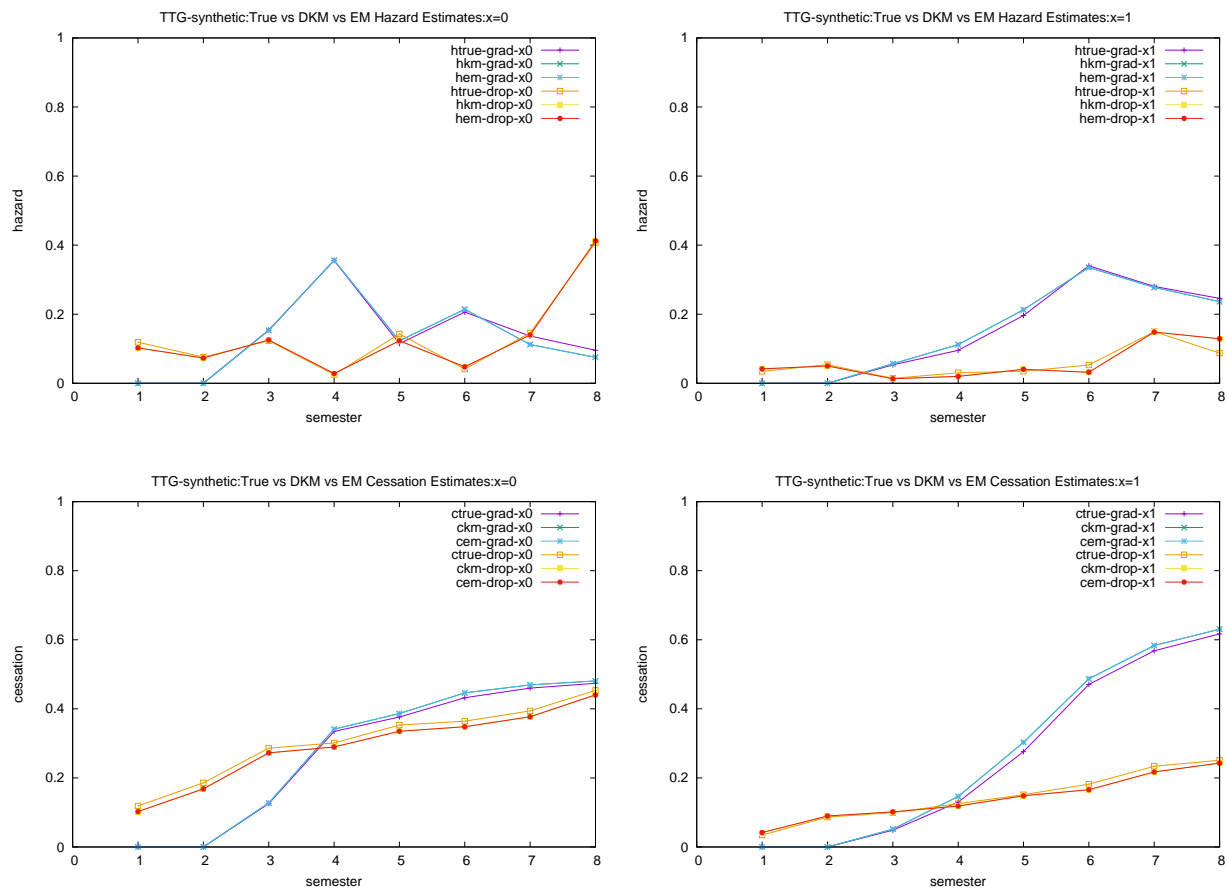 TTG-synthetic:True vs DKM vs EM Hazard Estimates:x=0
hazard
1
0.8
0.6
0.4
0.2
0
htrue-grad-x0
hkm-grad-x0
hem-grad-x0
htrue-drop-x0
hkm-drop-x0
hem-drop-x0
0 1 2 3 4 5 6 7 8
semester
TTG-synthetic:True vs DKM vs EM Hazard Estimates:x=1
hazard
1
0.8
0.6
0.4
0.2
0
htrue-grad-x1
hkm-grad-x1
hem-grad-x1
htrue-drop-x1
hkm-drop-x1
hem-drop-x1
0 1 2 3 4 5 6 7 8
semester
TTG-synthetic:True vs DKM vs EM Cessation Estimates:x=0
cessation
1
0.8
0.6
0.4
0.2
0
ctrue-grad-x0
ckm-grad-x0
cem-grad-x0
ctrue-drop-x0
ckm-drop-x0
cem-drop-x0
0 1 2 3 4 5 6 7 8
semester
TTG-synthetic:True vs DKM vs EM Cessation Estimates:x=1
cessation
1
0.8
0.6
0.4
0.2
0
ctrue-grad-x1
ckm-grad-x1
cem-grad-x1
ctrue-drop-x1
ckm-drop-x1
cem-drop-x1
0 1 2 3 4 5 6 7 8
semester